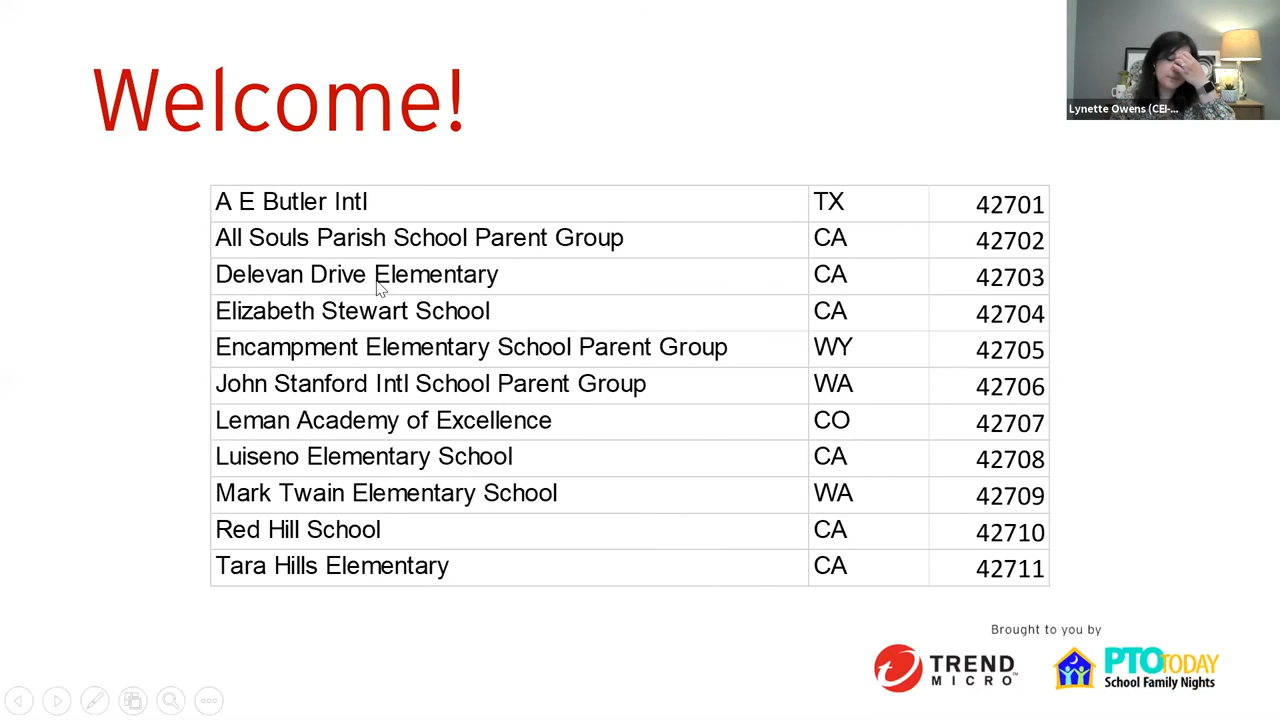 Welcome!
Lynette Owens (CEI-...
A E Butler Intl TX 42701
All Souls Parish School Parent Group CA 42702
Delevan Drive Elementary CA 42703
Elizabeth Stewart School CA 42704
Encampment Elementary School Parent Group WY 42705
John Stanford Intl School Parent Group WA 42706
Leman Academy of Excellence CO 42707
Luiseno Elementary School CA 42708
Mark Twain Elementary School WA 42709
Red Hill School CA 42710
Tara Hills Elementary CA 42711
Brought to you by
TREND
MICRO™
PTO TODAY
School Family Nights